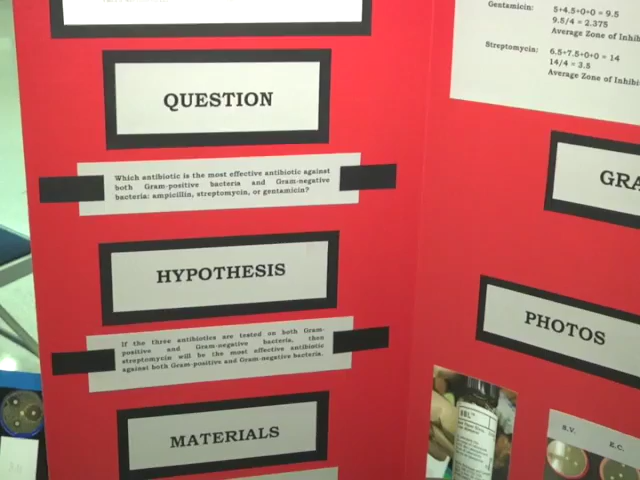 QUESTION
Which antibiotic is the most effective antibiotic against
both Gram-positive bacteria and Gram-negative
bacteria: ampicillin, streptomycin, or gentamicin?
HYPOTHESIS
If the three antibiotics are tested on both Gram-
positive and Gram-negative bacteria, then
streptomycin will be the most effective antibiotic
against both Gram-positive and Gram-negative bacteria.
MATERIALS
Gentamicin: 5+4.5+0+0 = 9.5
9.5/4 = 2.375
Average Zone of Inhibi
Streptomycin: 6.5+7.5+0+0 = 14
14/4 = 3.5
Average Zone of Inhibi
GRA
PHOTOS
BBL
S.V.
K.C.